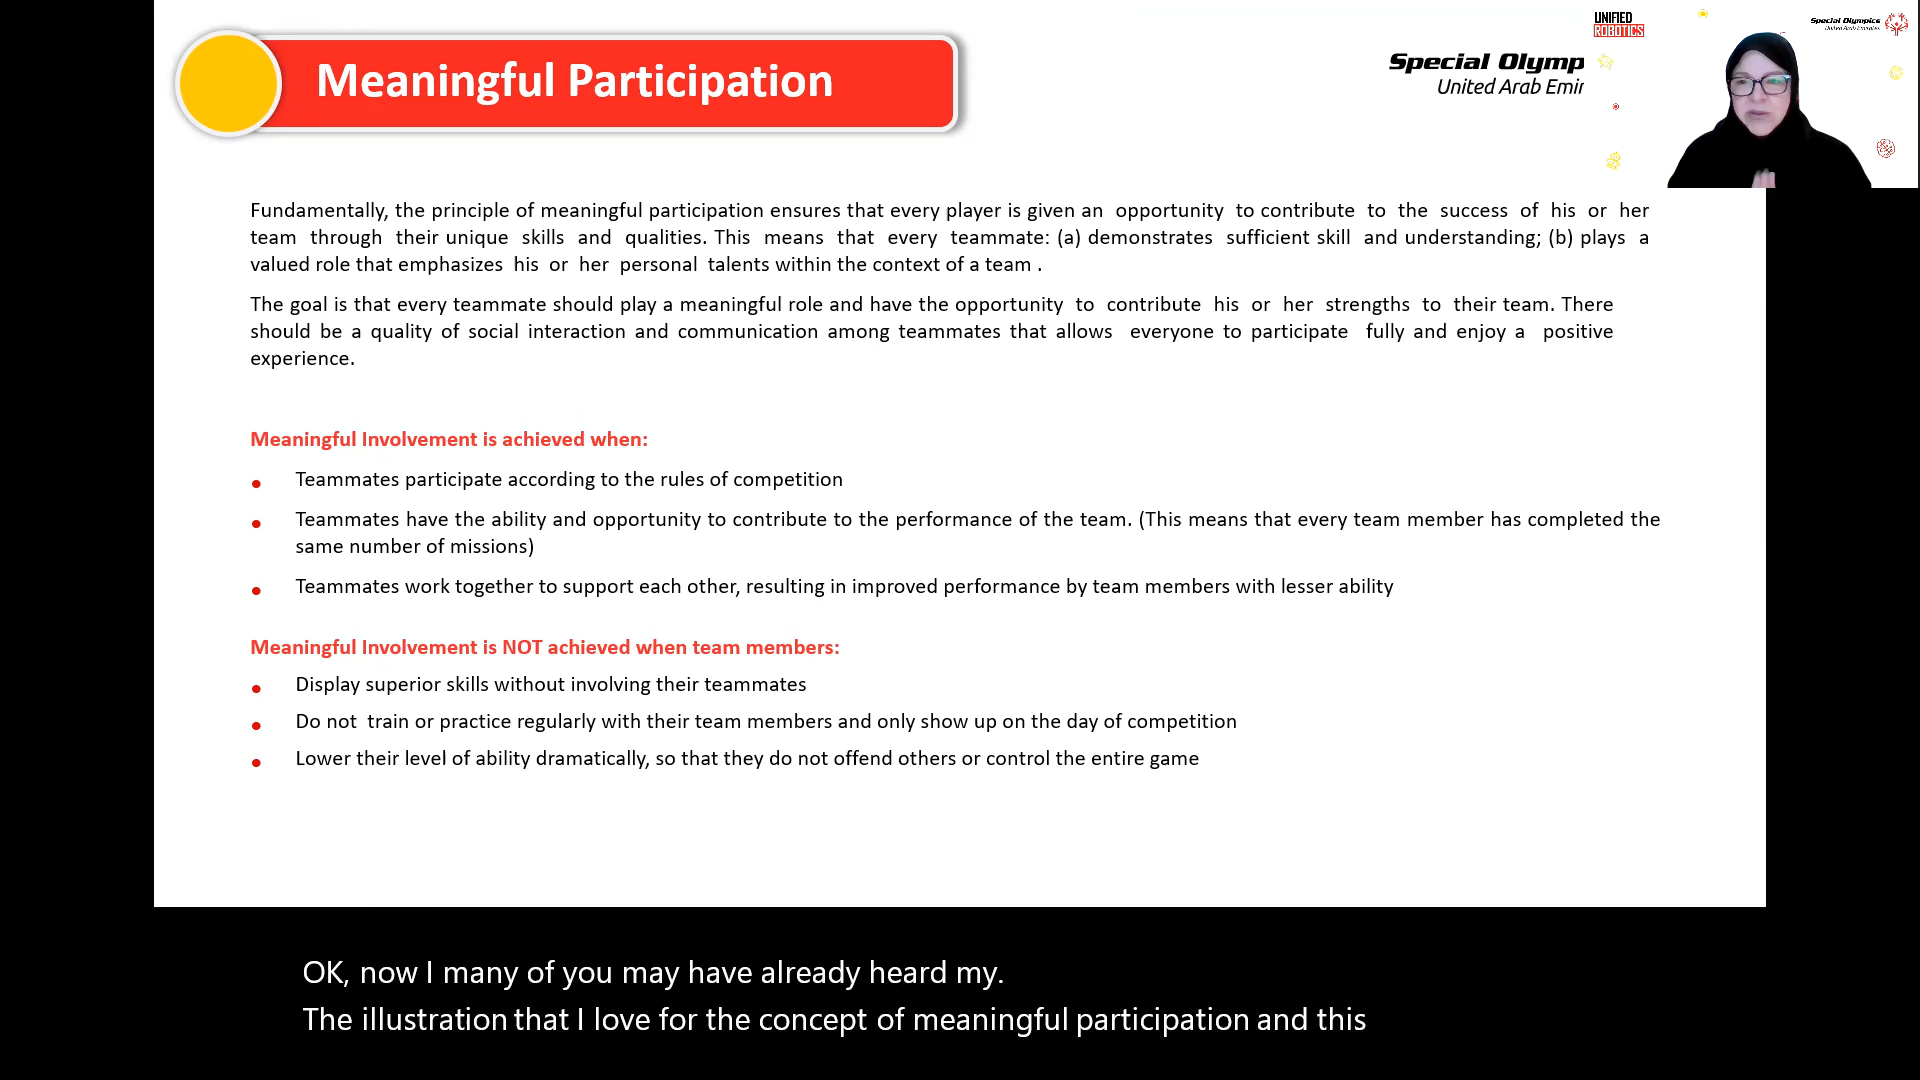 Meaningful Participation
Special Olymp
United Arab Emir
UNIFIED
ROBOTICS
Special Olympics
United Arab Emirates
Fundamentally, the principle of meaningful participation ensures that every player is given an opportunity to contribute to the success of his or her
team through their unique skills and qualities. This means that every teammate: (a) demonstrates sufficient skill and understanding; (b) plays a
valued role that emphasizes his or her personal talents within the context of a team .
The goal is that every teammate should play a meaningful role and have the opportunity to contribute his or her strengths to their team. There
should be a quality of social interaction and communication among teammates that allows everyone to participate fully and enjoy a positive
experience.
Meaningful Involvement is achieved when:
• Teammates participate according to the rules of competition
• Teammates have the ability and opportunity to contribute to the performance of the team. (This means that every team member has completed the
same number of missions)
• Teammates work together to support each other, resulting in improved performance by team members with lesser ability
Meaningful Involvement is NOT achieved when team members:
• Display superior skills without involving their teammates
• Do not train or practice regularly with their team members and only show up on the day of competition
• Lower their level of ability dramatically, so that they do not offend others or control the entire game
OK, now I many of you may have already heard my.
The illustration that I love for the concept of meaningful participation and this